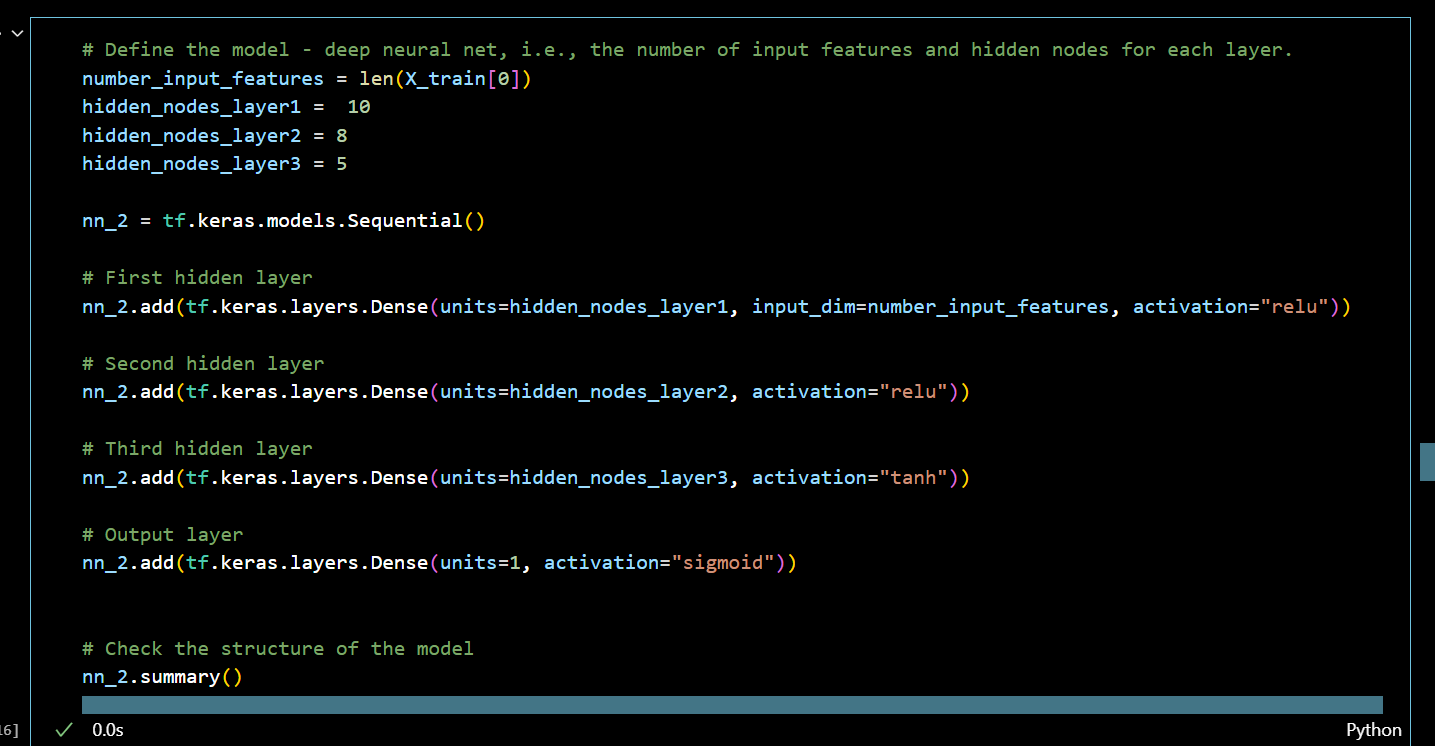 # Define the model - deep neural net, i.e., the number of input features and hidden nodes for each layer.
number_input_features = len(X_train[0])
hidden_nodes_layer1 =  10
hidden_nodes_layer2 = 8
hidden_nodes_layer3 = 5
nn_2 = tf.keras.models.Sequential()
# First hidden layer
nn_2.add(tf.keras.layers.Dense(units=hidden_nodes_layer1, input_dim=number_input_features, activation="relu"))
# Second hidden layer
nn_2.add(tf.keras.layers.Dense(units=hidden_nodes_layer2, activation="relu"))
# Third hidden layer
nn_2.add(tf.keras.layers.Dense(units=hidden_nodes_layer3, activation="tanh"))
# Output layer
nn_2.add(tf.keras.layers.Dense(units=1, activation="sigmoid"))
# Check the structure of the model
nn_2.summary()
16] 0.0s Python